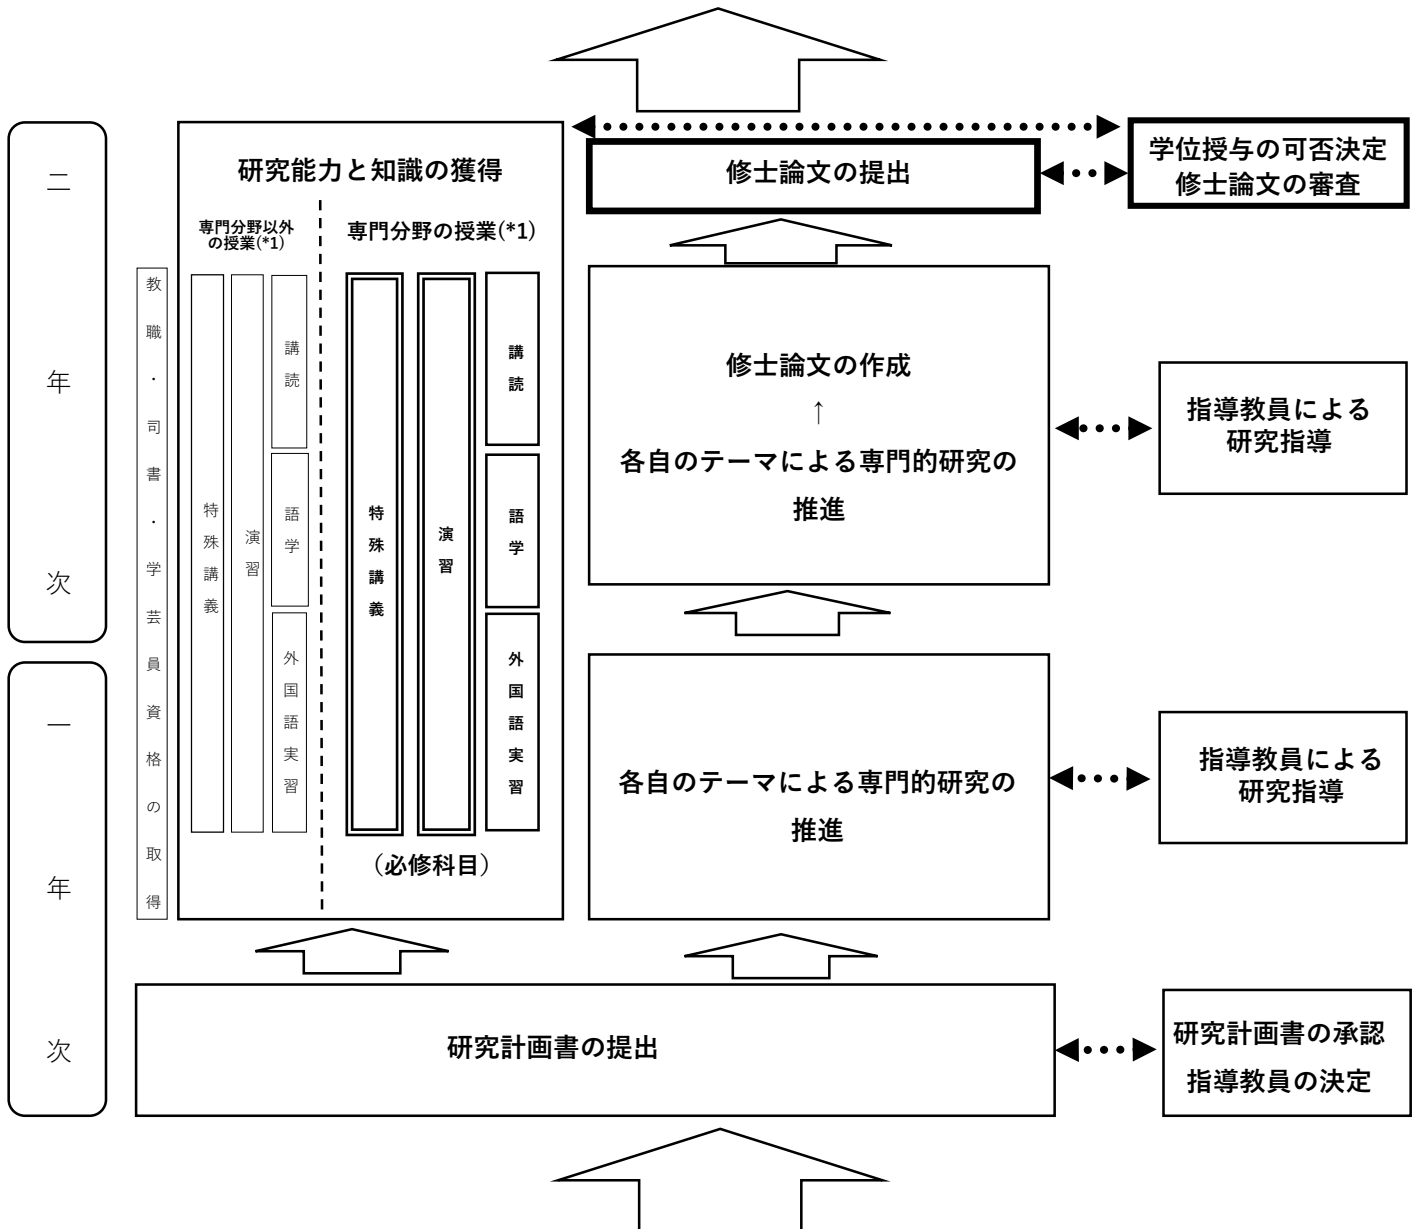 二年次
一年次
研究能力と知識の獲得
専門分野以外
の授業(*1)
専門分野の授業(*1)
教職・司書・学芸員資格の取得
特殊講義
演習
講読
語学
外国語実習
特殊講義
演習
講読
語学
外国語実習
(必修科目)
修士論文の提出
学位授与の可否決定
修士論文の審査
修士論文の作成
↑
各自のテーマによる専門的研究の
推進
指導教員による
研究指導
各自のテーマによる専門的研究の
推進
指導教員による
研究指導
研究計画書の提出
研究計画書の承認
指導教員の決定